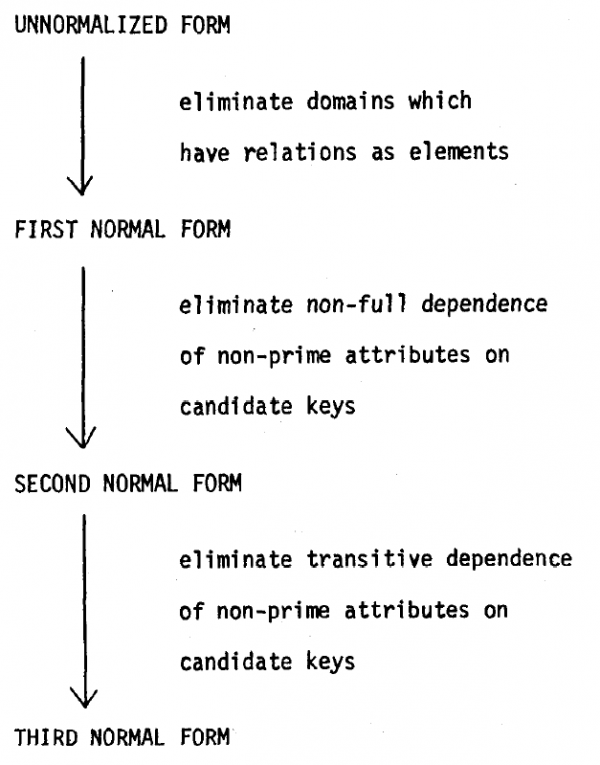 UNNORMALIZED FORM
eliminate domains which
have relations as elements
FIRST NORMAL FORM
eliminate non-full dependence
of non-prime attributes on
candidate keys
SECOND NORMAL FORM
eliminate transitive dependence
of non-prime attributes on
candidate keys
THIRD NORMAL FORM